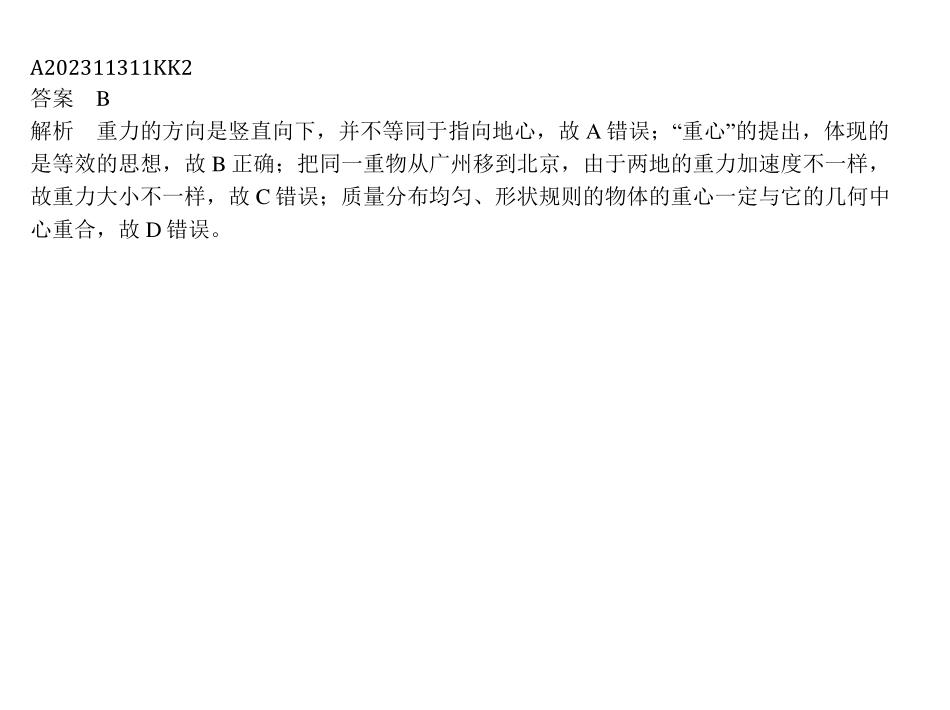 A202311311KK2
答案　B
解析　重力的方向是竖直向下，并不等同于指向地心，故 A 错误；“重心”的提出，体现的
是等效的思想，故 B 正确；把同一重物从广州移到北京，由于两地的重力加速度不一样，
故重力大小不一样，故 C 错误；质量分布均匀、形状规则的物体的重心一定与它的几何中
心重合，故 D 错误。